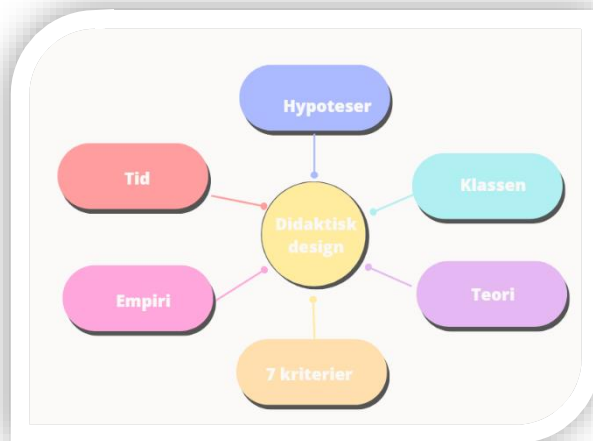 Hypoteser
Tid
Klassen
Didaktisk
design
Empiri
Teori
7 kriterier